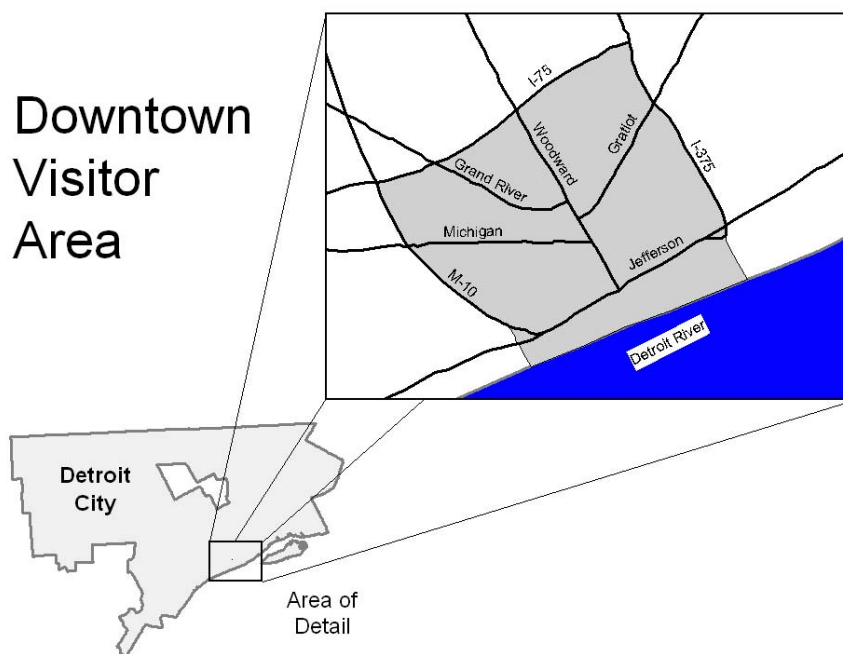 Downtown
Visitor
Area
I-75
Woodward
Gratiot
Grand River
I-375
Michigan
Jefferson
M-10
Detroit River
Detroit
City
Area of
Detail